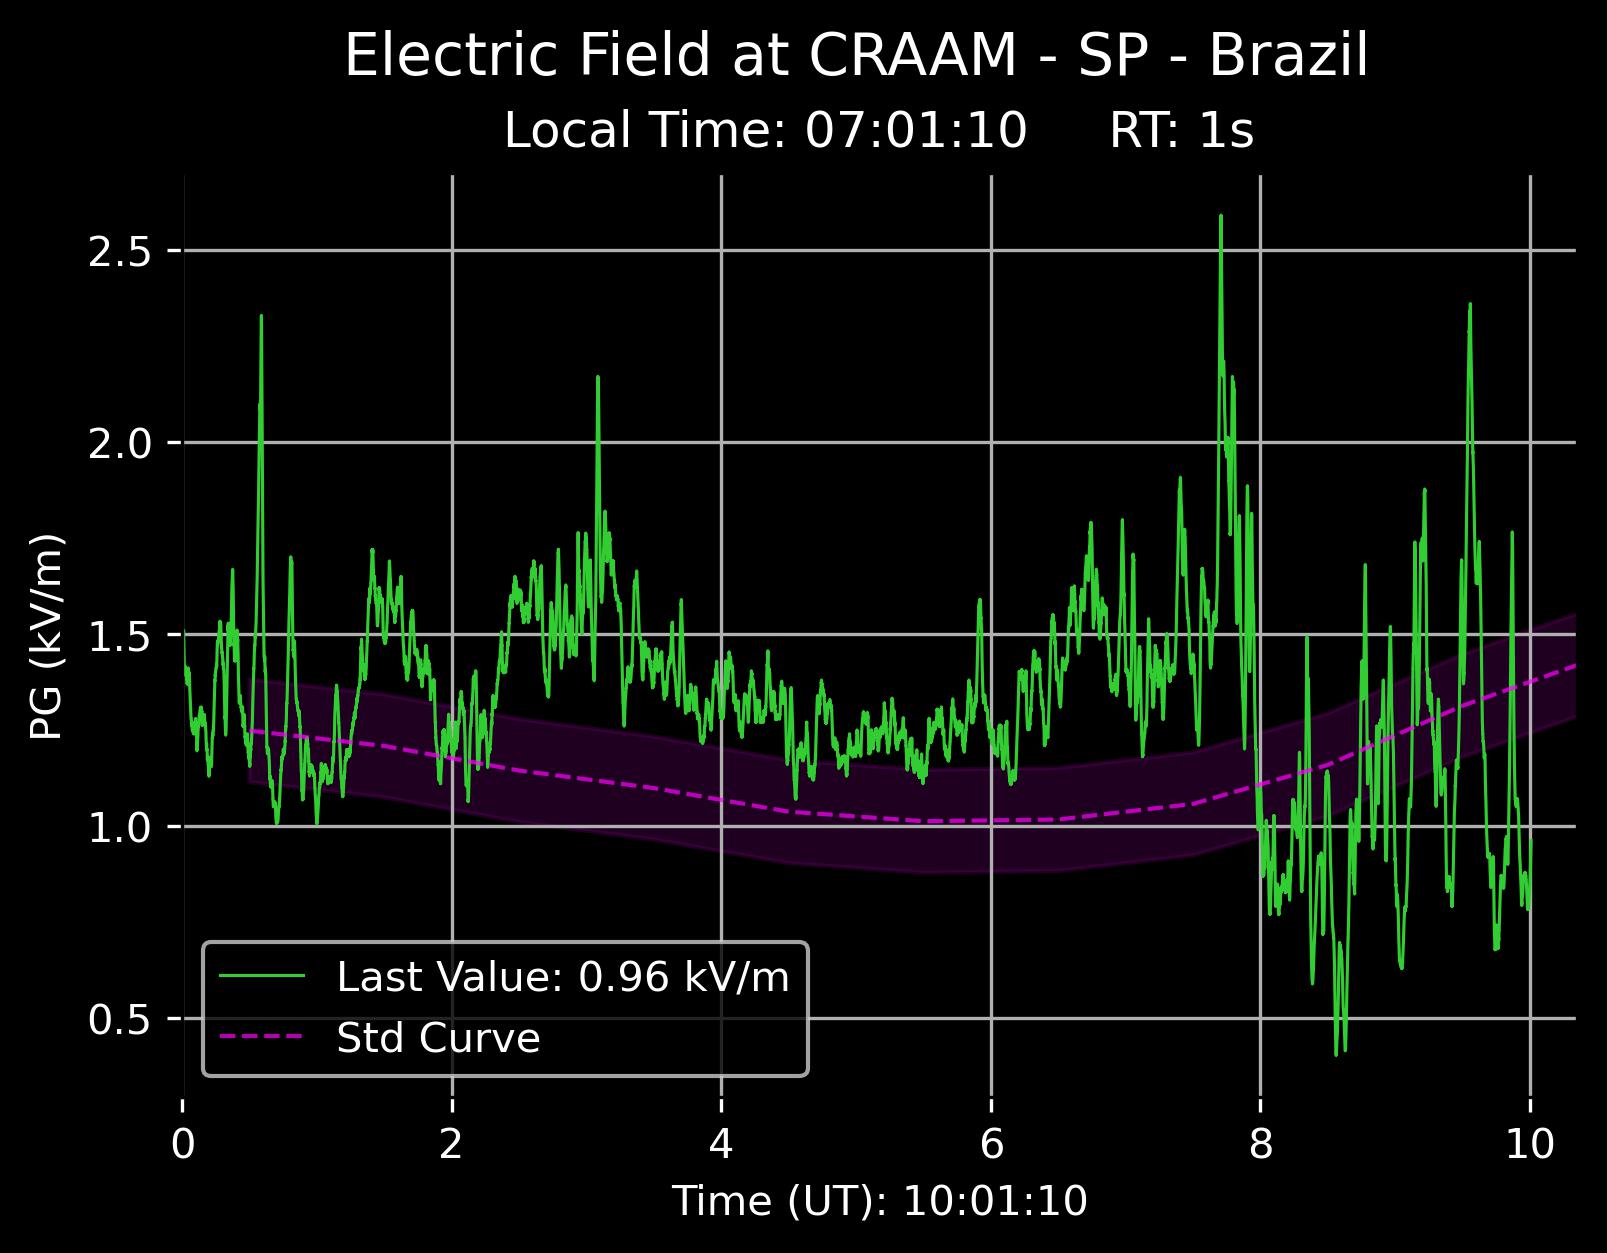 Electric Field at CRAAM - SP - Brazil
Local Time: 07:01:10 RT: 1s
PG (kV/m)
2.5
2.0
1.5
1.0
0.5
Last Value: 0.96 kV/m
Std Curve
0 2 4 6 8 10
Time (UT): 10:01:10